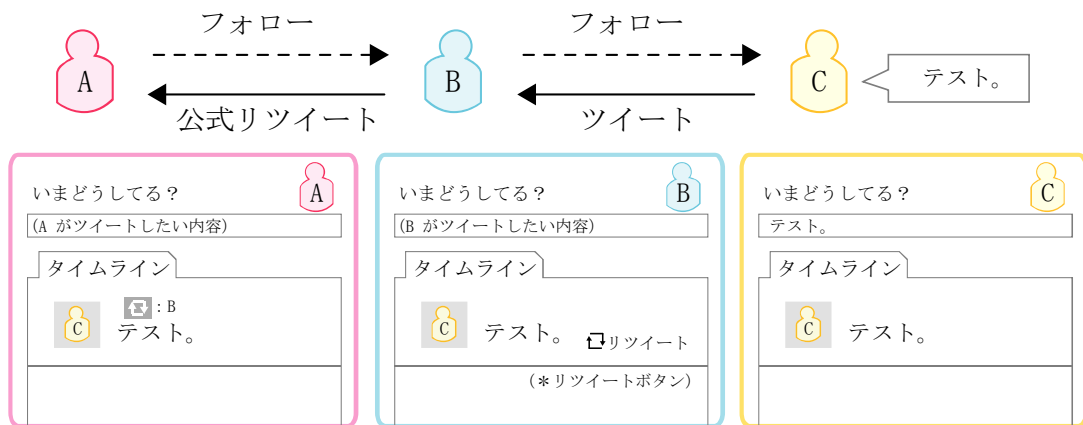 フォロー
フォロー
A
B
C
テスト。
公式リツイート
ツイート
いまどうしてる？
A
(A がツイートしたい内容)
タイムライン
:B
C
テスト。
いまどうしてる？
B
(B がツイートしたい内容)
タイムライン
C
テスト。
リツイート
(＊リツイートボタン)
いまどうしてる？
C
テスト。
タイムライン
C
テスト。